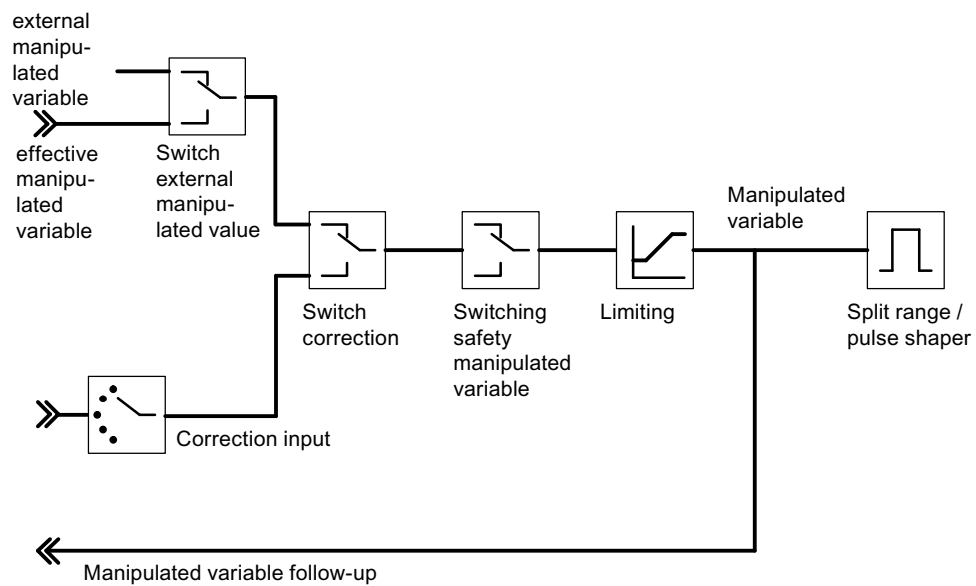 external
manipu-
lated
variable
effective
manipu-
lated
variable
Switch
external
manipu-
lated value
Switch
correction
Switching
safety
manipulated
variable
Limiting
Manipulated
variable
Split range /
pulse shaper
Correction input
Manipulated variable follow-up